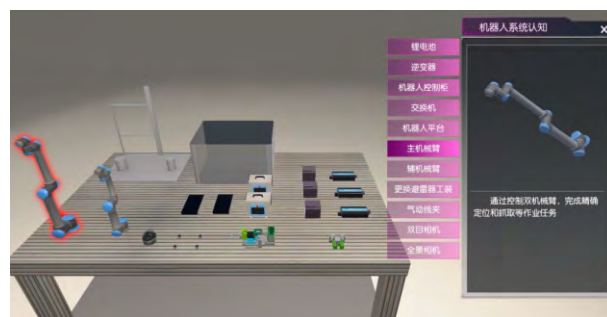 机器人系统认知
X
锂电池
逆变器
机器人控制柜
交换机
机器人平台
主机械臂
辅机械臂
更换避雷器工装
气动线夹
双目相机
全景相机
通过控制双机械臂，完成精确
定位和抓取等作业任务